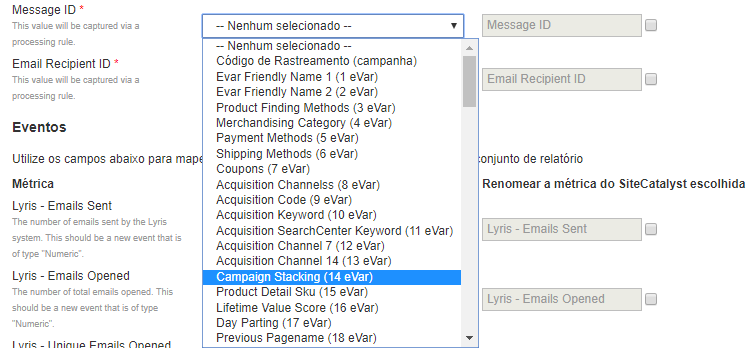 Message ID *
This value will be captured via a
processing rule.
-- Nenhum selecionado --
Message ID
-- Nenhum selecionado --
Código de Rastreamento (campanha)
Evar Friendly Name 1 (1 eVar)
Evar Friendly Name 2 (2 eVar)
Product Finding Methods (3 eVar)
Merchandising Category (4 eVar)
Payment Methods (5 eVar)
Shipping Methods (6 eVar)
Coupons (7 eVar)
Acquisition Channelss (8 eVar)
Acquisition Code (9 eVar)
Acquisition Keyword (10 eVar)
Acquisition SearchCenter Keyword (11 eVar)
Acquisition Channel 7 (12 eVar)
Acquisition Channel 14 (13 eVar)
Campaign Stacking (14 eVar)
Product Detail Sku (15 eVar)
Lifetime Value Score (16 eVar)
Day Parting (17 eVar)
Previous Pagename (18 eVar)
Email Recipient ID *
This value will be captured via a
processing rule.
Email Recipient ID
Eventos
Utilize os campos abaixo para mape conjunto de relatório
Métrica
Renomear a métrica do SiteCatalyst escolhida
Lyris - Emails Sent
The number of emails sent by the Lyris
system. This should be a new event that is
of type "Numeric".
Lyris - Emails Sent
Lyris - Emails Opened
The number of total emails opened. This
should be a new event that is of type
"Numeric".
Lyris - Emails Opened
Lyris - Unique Emails Opened